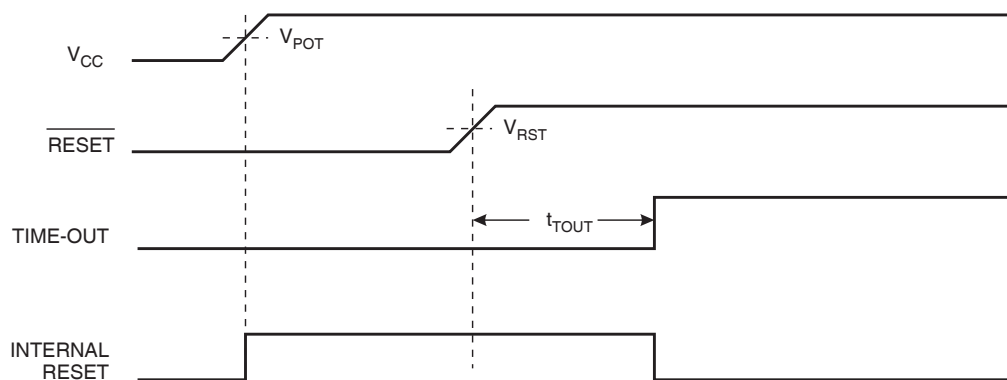 V_CC
V_POT
RESET
V_RST
TIME-OUT
t_TOUT
INTERNAL
RESET